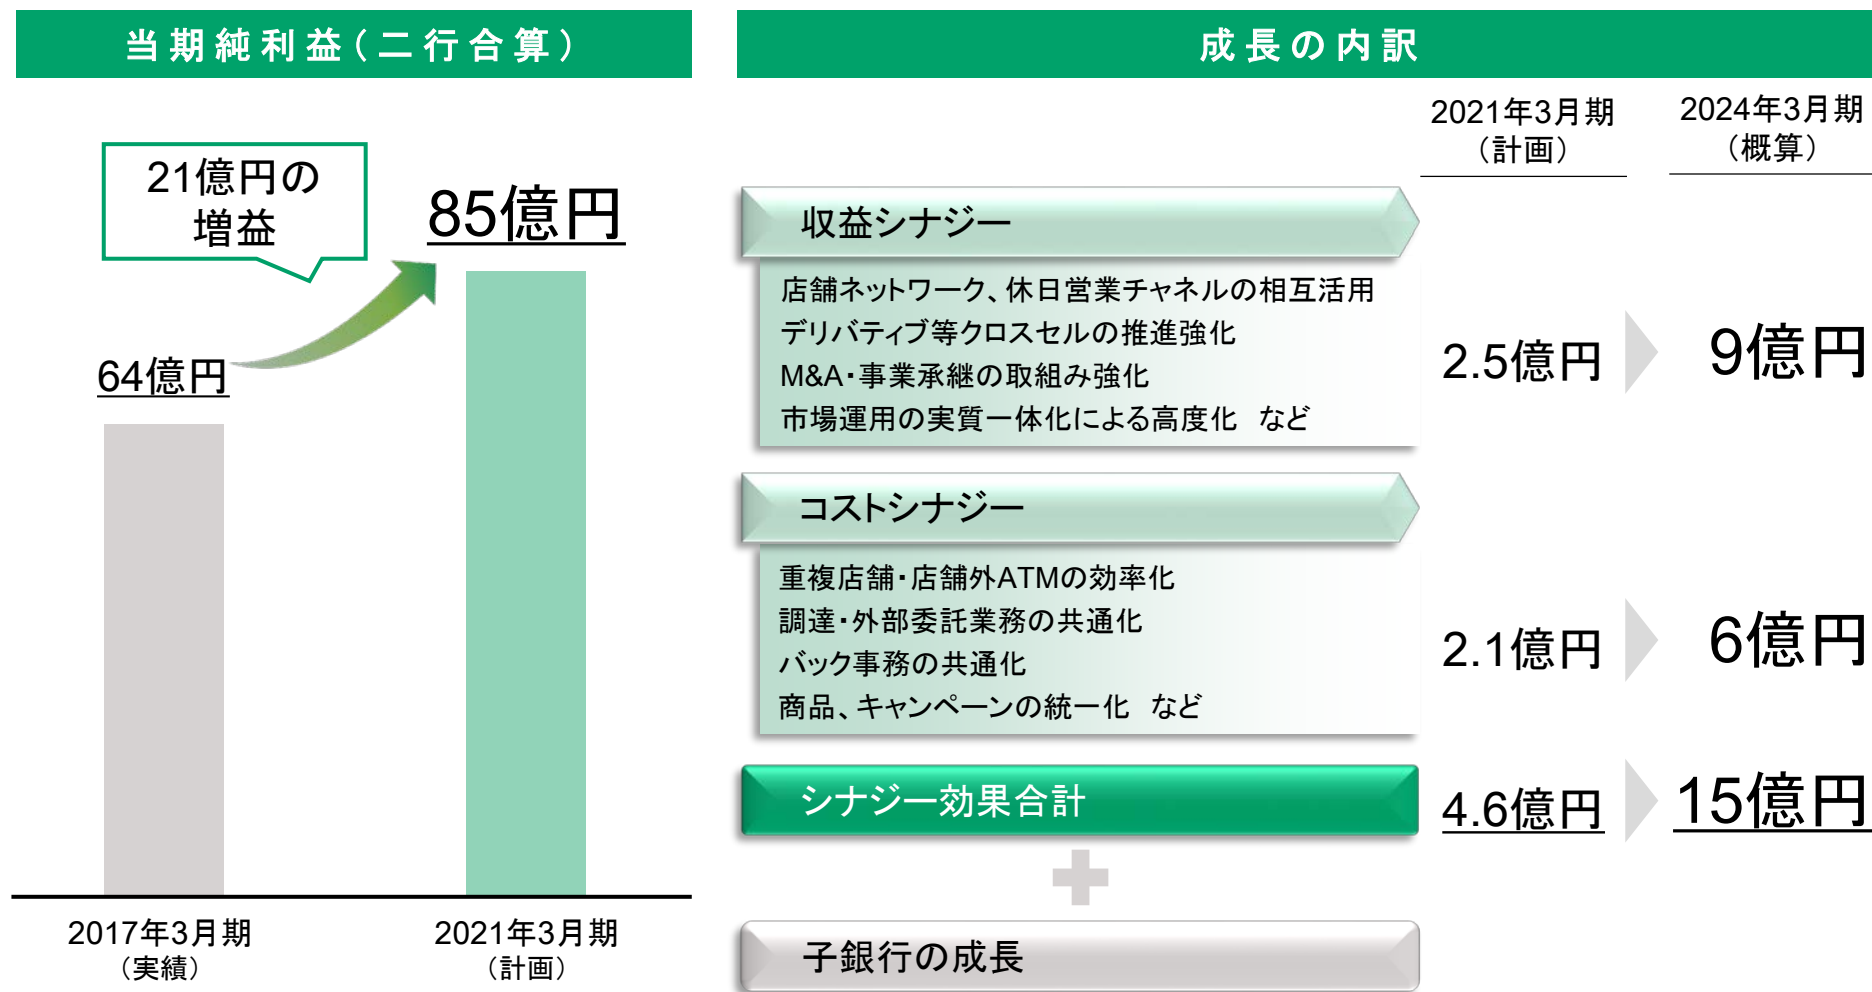 当期純利益（二行合算）
21億円の
増益
85億円
64億円
2017年3月期
（実績）
2021年3月期
（計画）
成長の内訳
2021年3月期
（計画）
2024年3月期
（概算）
収益シナジー
店舗ネットワーク、休日営業チャネルの相互活用
デリバティブ等クロスセルの推進強化
M&A・事業承継の取組み強化
市場運用の実質一体化による高度化　など
2.5億円
9億円
コストシナジー
重複店舗・店舗外ATMの効率化
調達・外部委託業務の共通化
バック事務の共通化
商品、キャンペーンの統一化　など
2.1億円
6億円
シナジー効果合計
4.6億円
15億円
子銀行の成長